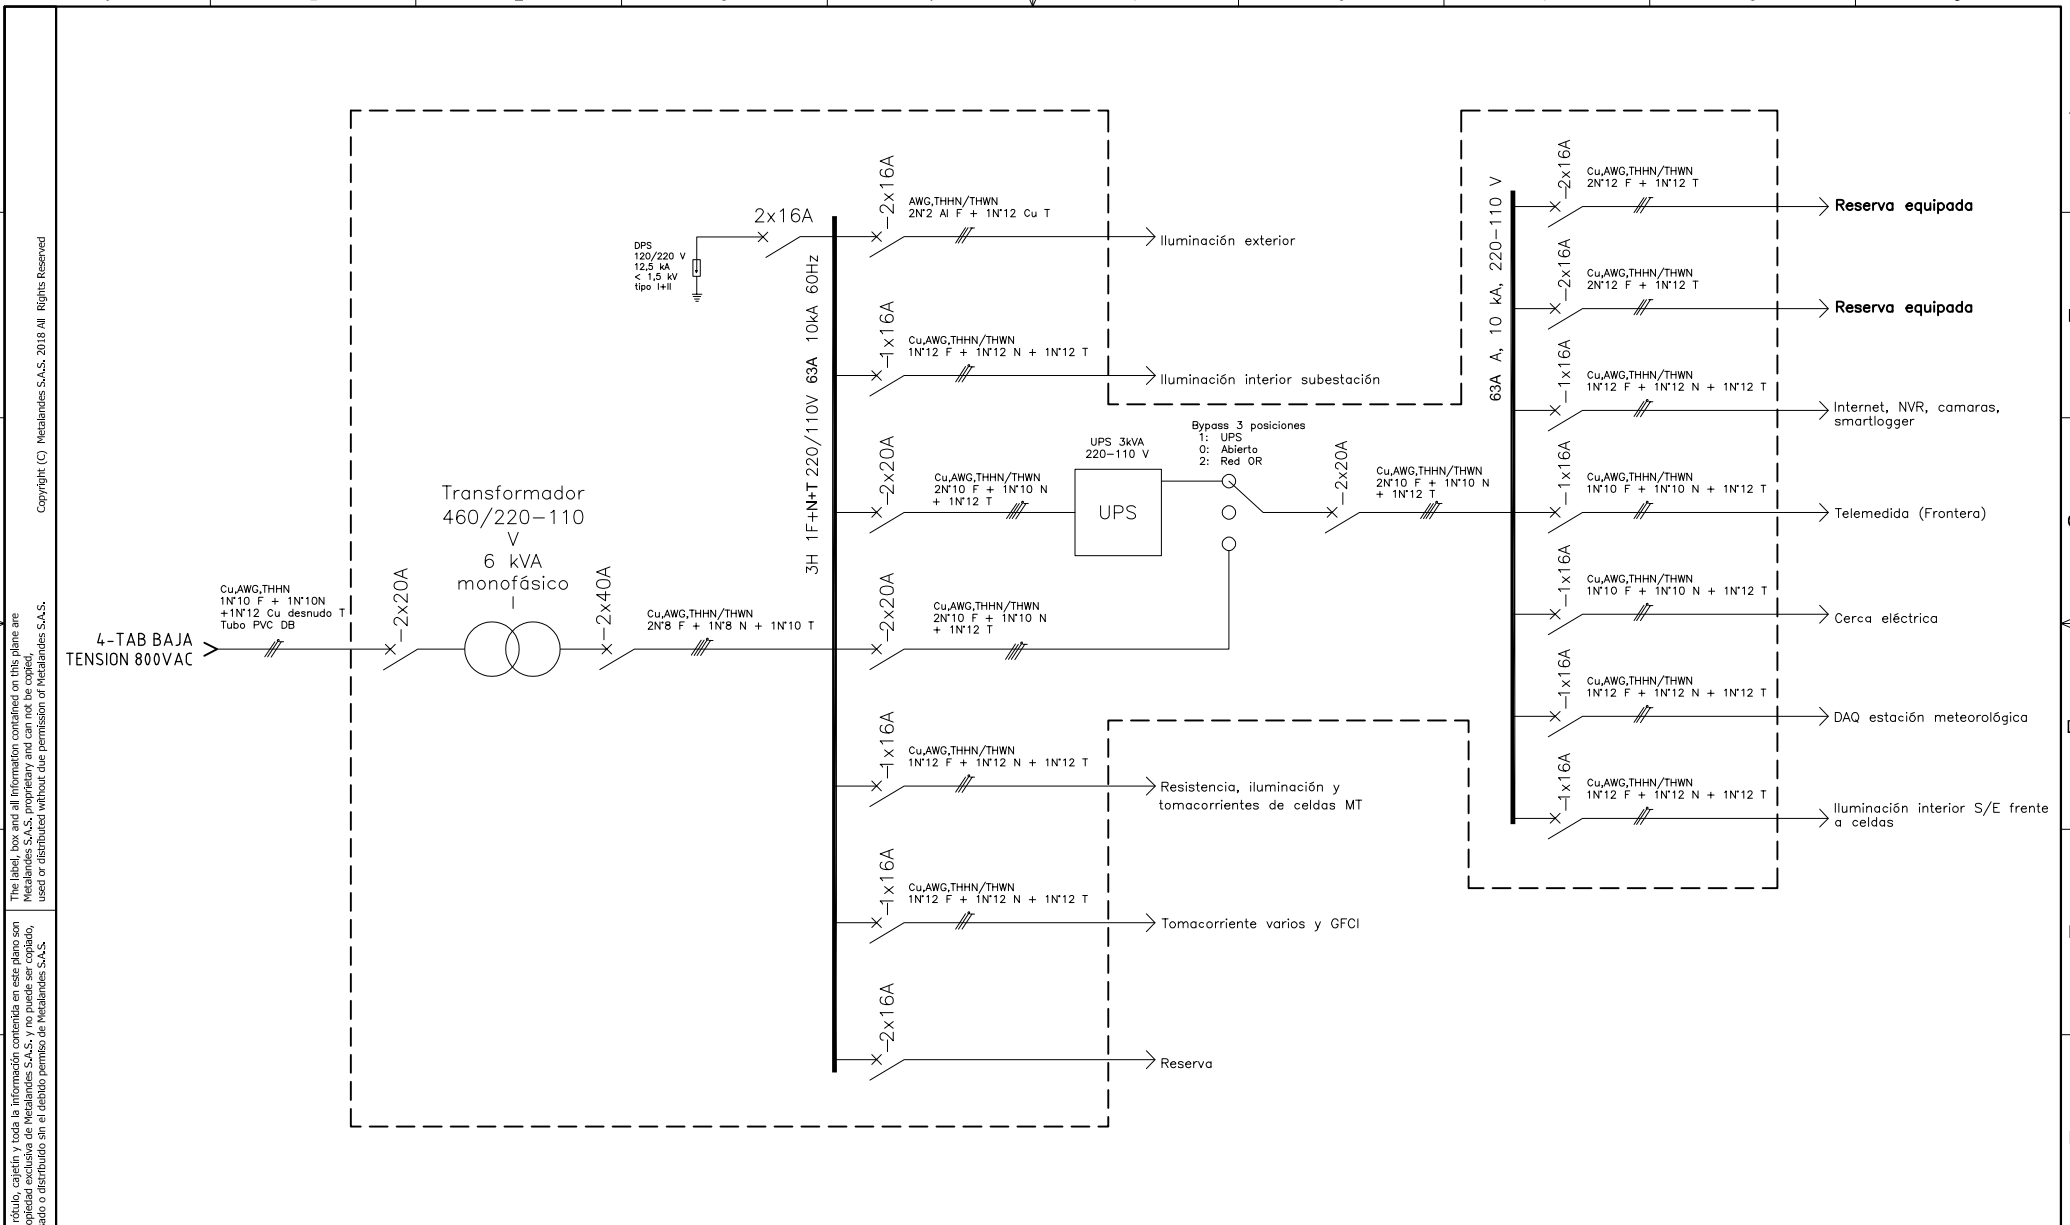 Copyright (C) Metalandes S.A.S. 2018 All Rights Reserved
The label, box and all information contained on this plane are
Metalandes S.A.S. proprietary and can not be copied,
used or distributed without due permission of Metalandes S.A.S.
rótulo, cajetín y toda la información contenida en este plano son
exclusiva de Metalandes S.A.S. y no puede ser copiado,
o distribuido sin el debido permiso de Metalandes S.A.S.
4-TAB BAJA
TENSION 800VAC
Cu,AWG,THHN
1N°10 F + 1N°10N
+1N°12 Cu desnudo T
Tubo PVC DB
2x20A
Transformador
460/220-110
V
6 kVA
monofásico
2x40A
Cu,AWG,THHN/THWN
2N°8 F + 1N°8 N + 1N°10 T
DPS
120/220 V
12,5 kA
< 1,5 kV
tipo I+II
2x16A
3H 1F+N+T 220/110V 63A 10kA 60Hz
2x16A
AWG,THHN/THWN
2N°2 Al F + 1N°12 Cu T
Iluminación exterior
1x16A
Cu,AWG,THHN/THWN
1N°12 F + 1N°12 N + 1N°12 T
Iluminación interior subestación
2x20A
Cu,AWG,THHN/THWN
2N°10 F + 1N°10 N
+ 1N°12 T
UPS 3kVA
220-110 V
UPS
Bypass 3 posiciones
1: UPS
0: Abierto
2: Red OR
2x20A
Cu,AWG,THHN/THWN
2N°10 F + 1N°10 N
+ 1N°12 T
2x20A
Cu,AWG,THHN/THWN
2N°10 F + 1N°10 N
+ 1N°12 T
1x16A
Cu,AWG,THHN/THWN
1N°12 F + 1N°12 N + 1N°12 T
Resistencia, iluminación y
tomacorrientes de celdas MT
1x16A
Cu,AWG,THHN/THWN
1N°12 F + 1N°12 N + 1N°12 T
Tomacorriente varios y GFCI
2x16A
Reserva
63A A, 10 kA, 220-110 V
2x16A
Cu,AWG,THHN/THWN
2N°12 F + 1N°12 T
Reserva equipada
2x16A
Cu,AWG,THHN/THWN
2N°12 F + 1N°12 T
Reserva equipada
1x16A
Cu,AWG,THHN/THWN
1N°12 F + 1N°12 N + 1N°12 T
Internet, NVR, camaras,
smartlogger
1x16A
Cu,AWG,THHN/THWN
1N°10 F + 1N°10 N + 1N°12 T
Telemedida (Frontera)
1x16A
Cu,AWG,THHN/THWN
1N°10 F + 1N°10 N + 1N°12 T
Cerca eléctrica
1x16A
Cu,AWG,THHN/THWN
1N°12 F + 1N°12 N + 1N°12 T
DAQ estación meteorológica
1x16A
Cu,AWG,THHN/THWN
1N°12 F + 1N°12 N + 1N°12 T
Iluminación interior S/E frente
a celdas